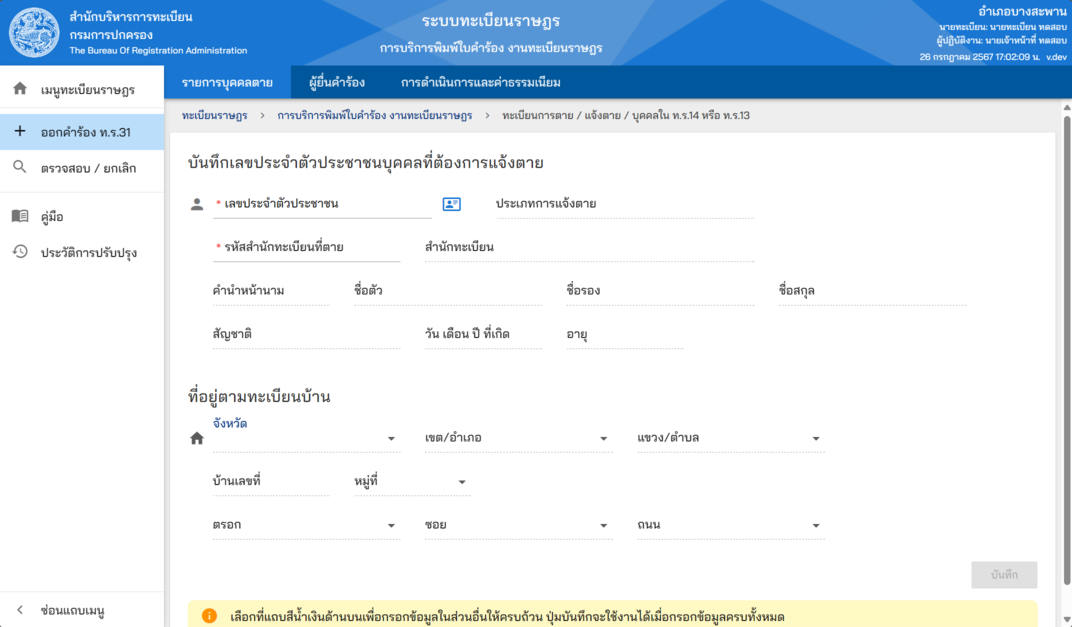 สำนักบริหารการทะเบียน
กรมการปกครอง
The Bureau Of Registration Administration
ระบบทะเบียนราษฎร
การบริการพิมพ์ใบคำร้อง งานทะเบียนราษฎร
อำเภอบางสะพาน
นายทะเบียน: นายทะเบียน ทดสอบ
ผู้ปฏิบัติงาน: นายเจ้าหน้าที่ ทดสอบ
26 กรกฎาคม 2567 17:02:09 น. v.dev
เมนูทะเบียนราษฎร
ออกคำร้อง ท.ร.31
ตรวจสอบ / ยกเลิก
คู่มือ
ประวัติการปรับปรุง
ซ่อนแถบเมนู
รายการบุคคลตาย ผู้ยื่นคำร้อง การดำเนินการและค่าธรรมเนียม
ทะเบียนราษฎร > การบริการพิมพ์ใบคำร้อง งานทะเบียนราษฎร > ทะเบียนการตาย / แจ้งตาย / บุคคลใน ท.ร.14 หรือ ท.ร.13
บันทึกเลขประจำตัวประชาชนบุคคลที่ต้องการแจ้งตาย
* เลขประจำตัวประชาชน ประเภทการแจ้งตาย
* รหัสสำนักทะเบียนที่ตาย สำนักทะเบียน
คำนำหน้านาม ชื่อตัว ชื่อรอง ชื่อสกุล
สัญชาติ วัน เดือน ปี ที่เกิด อายุ
ที่อยู่ตามทะเบียนบ้าน
จังหวัด เขต/อำเภอ แขวง/ตำบล
บ้านเลขที่ หมู่ที่
ตรอก ซอย ถนน
บันทึก
เลือกที่แถบสีน้ำเงินด้านบนเพื่อกรอกข้อมูลในส่วนอื่นให้ครบถ้วน ปุ่มบันทึกจะใช้งานได้เมื่อกรอกข้อมูลครบทั้งหมด